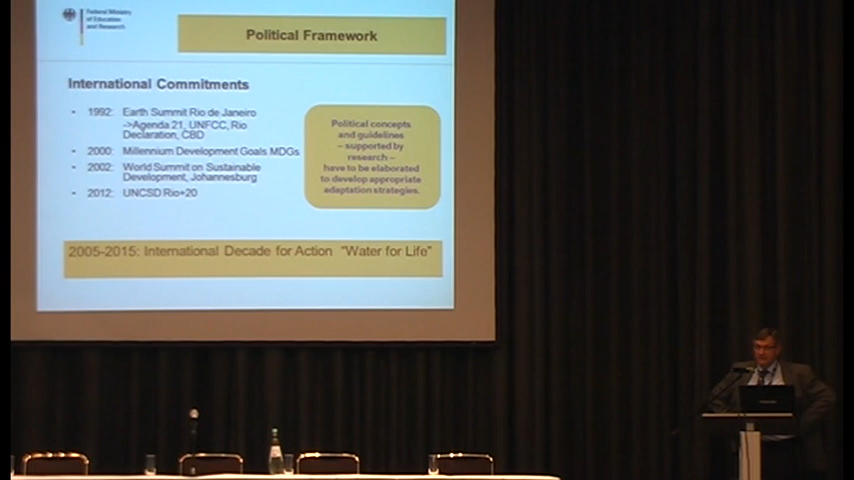 Federal Ministry
of Education
and Research
Political Framework
International Commitments
- 1992: Earth Summit Rio de Janeiro
->Agenda 21, UNFCC, Rio
Declaration, CBD
- 2000: Millennium Development Goals MDGs
- 2002: World Summit on Sustainable
Development, Johannesburg
- 2012: UNCSD Rio+20
Political concepts
and guidelines
– supported by
research –
have to be elaborated
to develop appropriate
adaptation strategies.
2005-2015: International Decade for Action "Water for Life"